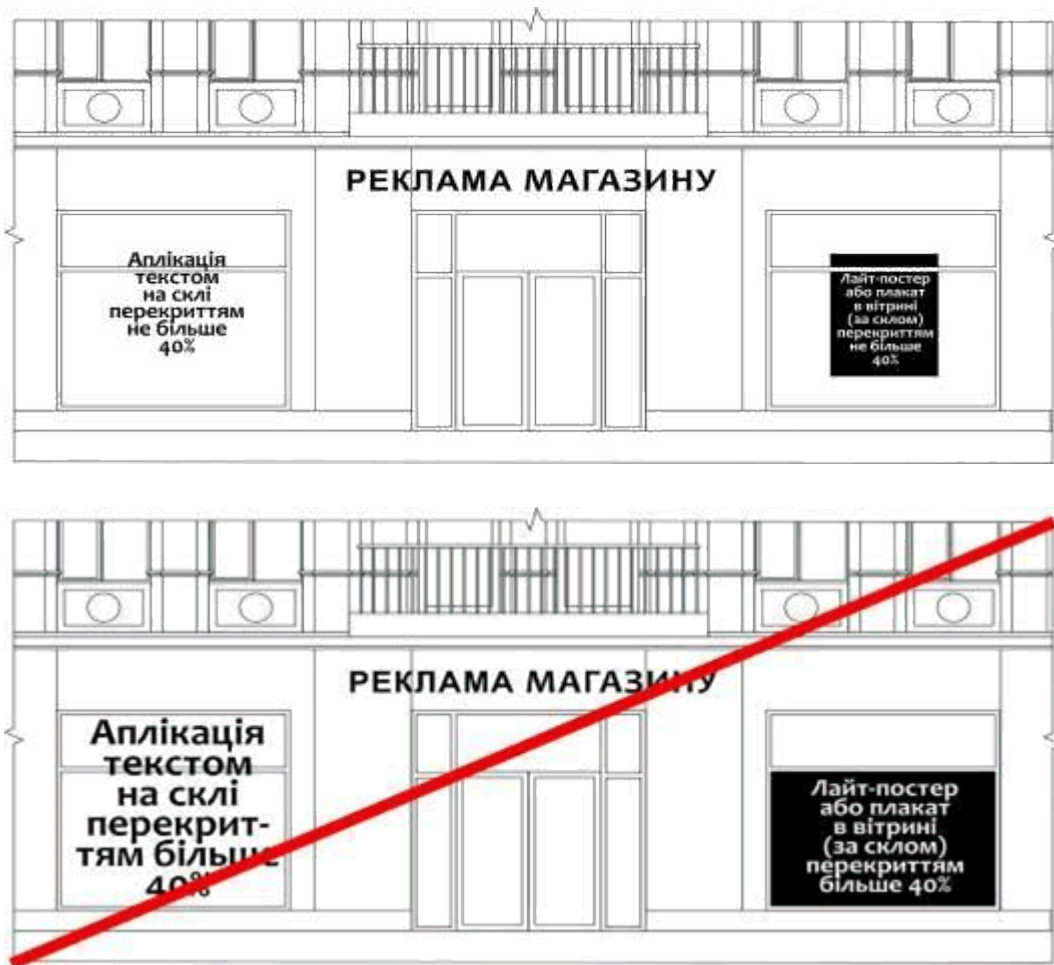 РЕКЛАМА МАГАЗИНУ
Аплікація
текстом
на склі
перекриттям
не більше
40%
Лайт-постер
або плакат
в вітрині
(за склом)
перекриттям
не більше
40%
РЕКЛАМА МАГАЗИНУ
Аплікація
текстом
на склі
перекрит-
тям більше
40%
Лайт-постер
або плакат
в вітрині
(за склом)
перекриттям
більше 40%